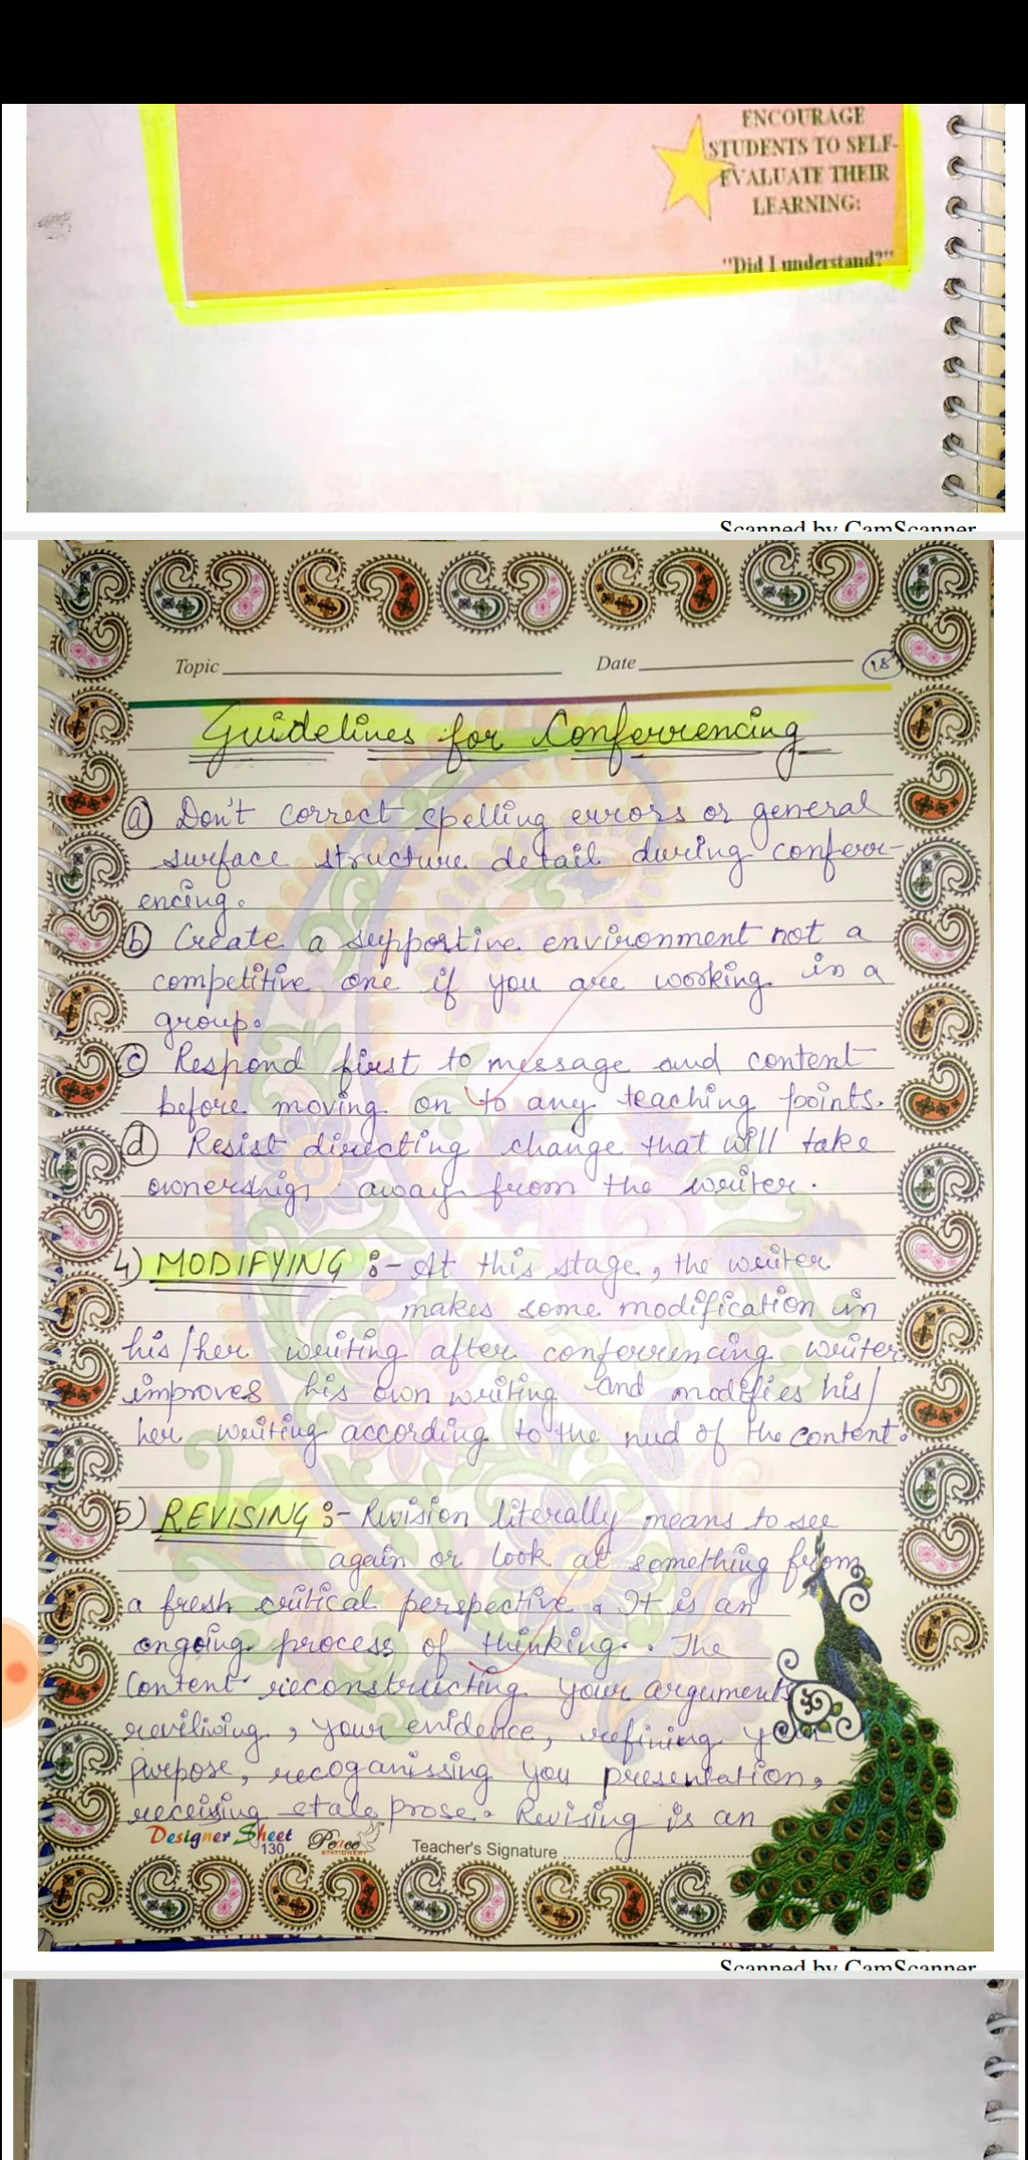 ENCOURAGE
STUDENTS TO SELF-
EVALUATE THEIR
LEARNING:
"Did I understand?"
Scanned by CamScanner
Topic
Date
18
Guidelines for Conferrencing
a) Don't correct spelling errors or general
surface structure detail during conferr-
encing.
b) Create a supportive environment not a
competitive one if you are working in a
group.
c) Respond first to message and content
before moving on to any teaching points.
d) Resist directing change that will take
ownership away from the writer.
4) MODIFYING :- At this stage, the writer
makes some modification in
his/her writing after conferrencing writer
improves his own writing and modifies his/
her writing according to the nud of the content.
5) REVISING :- Revision literally means to see
again or look at something from
a fresh critical perspective. It is an
ongoing process of thinking. The
Content reconstructing your arguments
your evidence, refining
purpose, recoganissing you presentation,
stale prose. Revising is an
Designer Sheet
130
Peace
STATIONERY
Teacher's Signature
Scanned by CamScanner